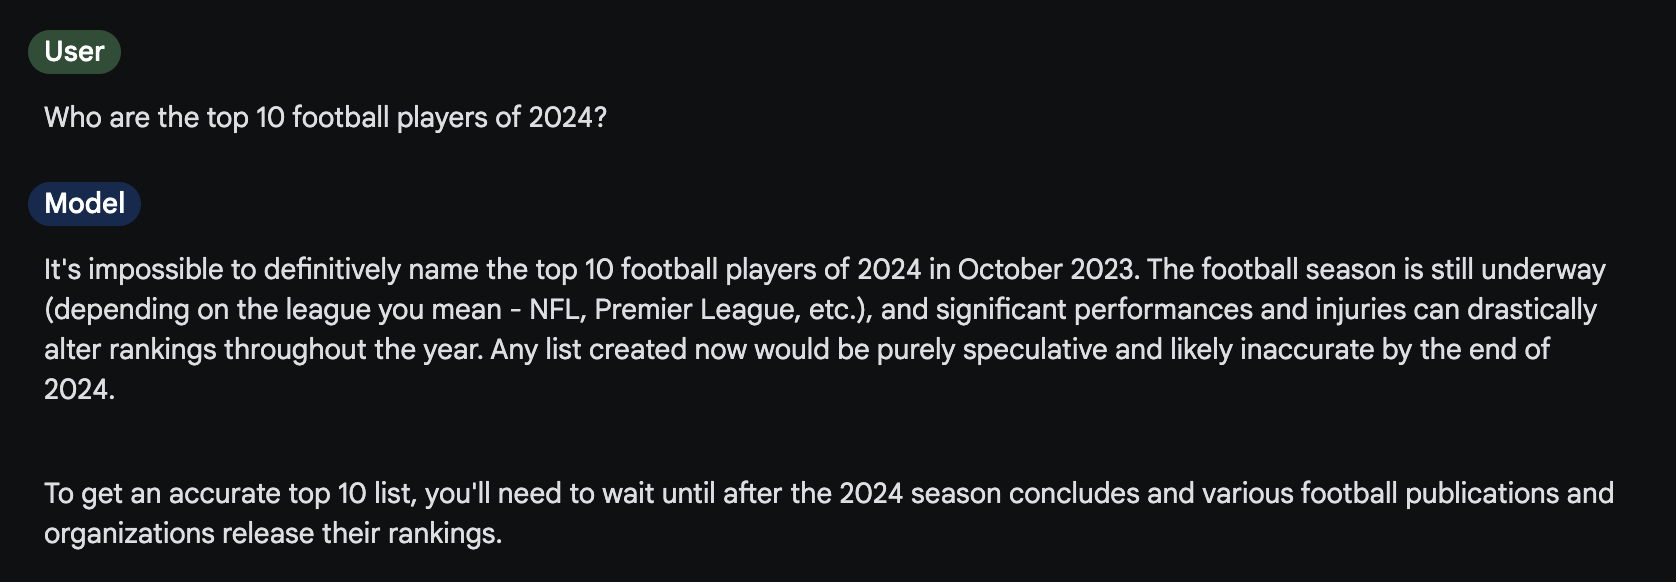 User
Who are the top 10 football players of 2024?
Model
It's impossible to definitively name the top 10 football players of 2024 in October 2023. The football season is still underway
(depending on the league you mean - NFL, Premier League, etc.), and significant performances and injuries can drastically
alter rankings throughout the year. Any list created now would be purely speculative and likely inaccurate by the end of
2024.
To get an accurate top 10 list, you'll need to wait until after the 2024 season concludes and various football publications and
organizations release their rankings.